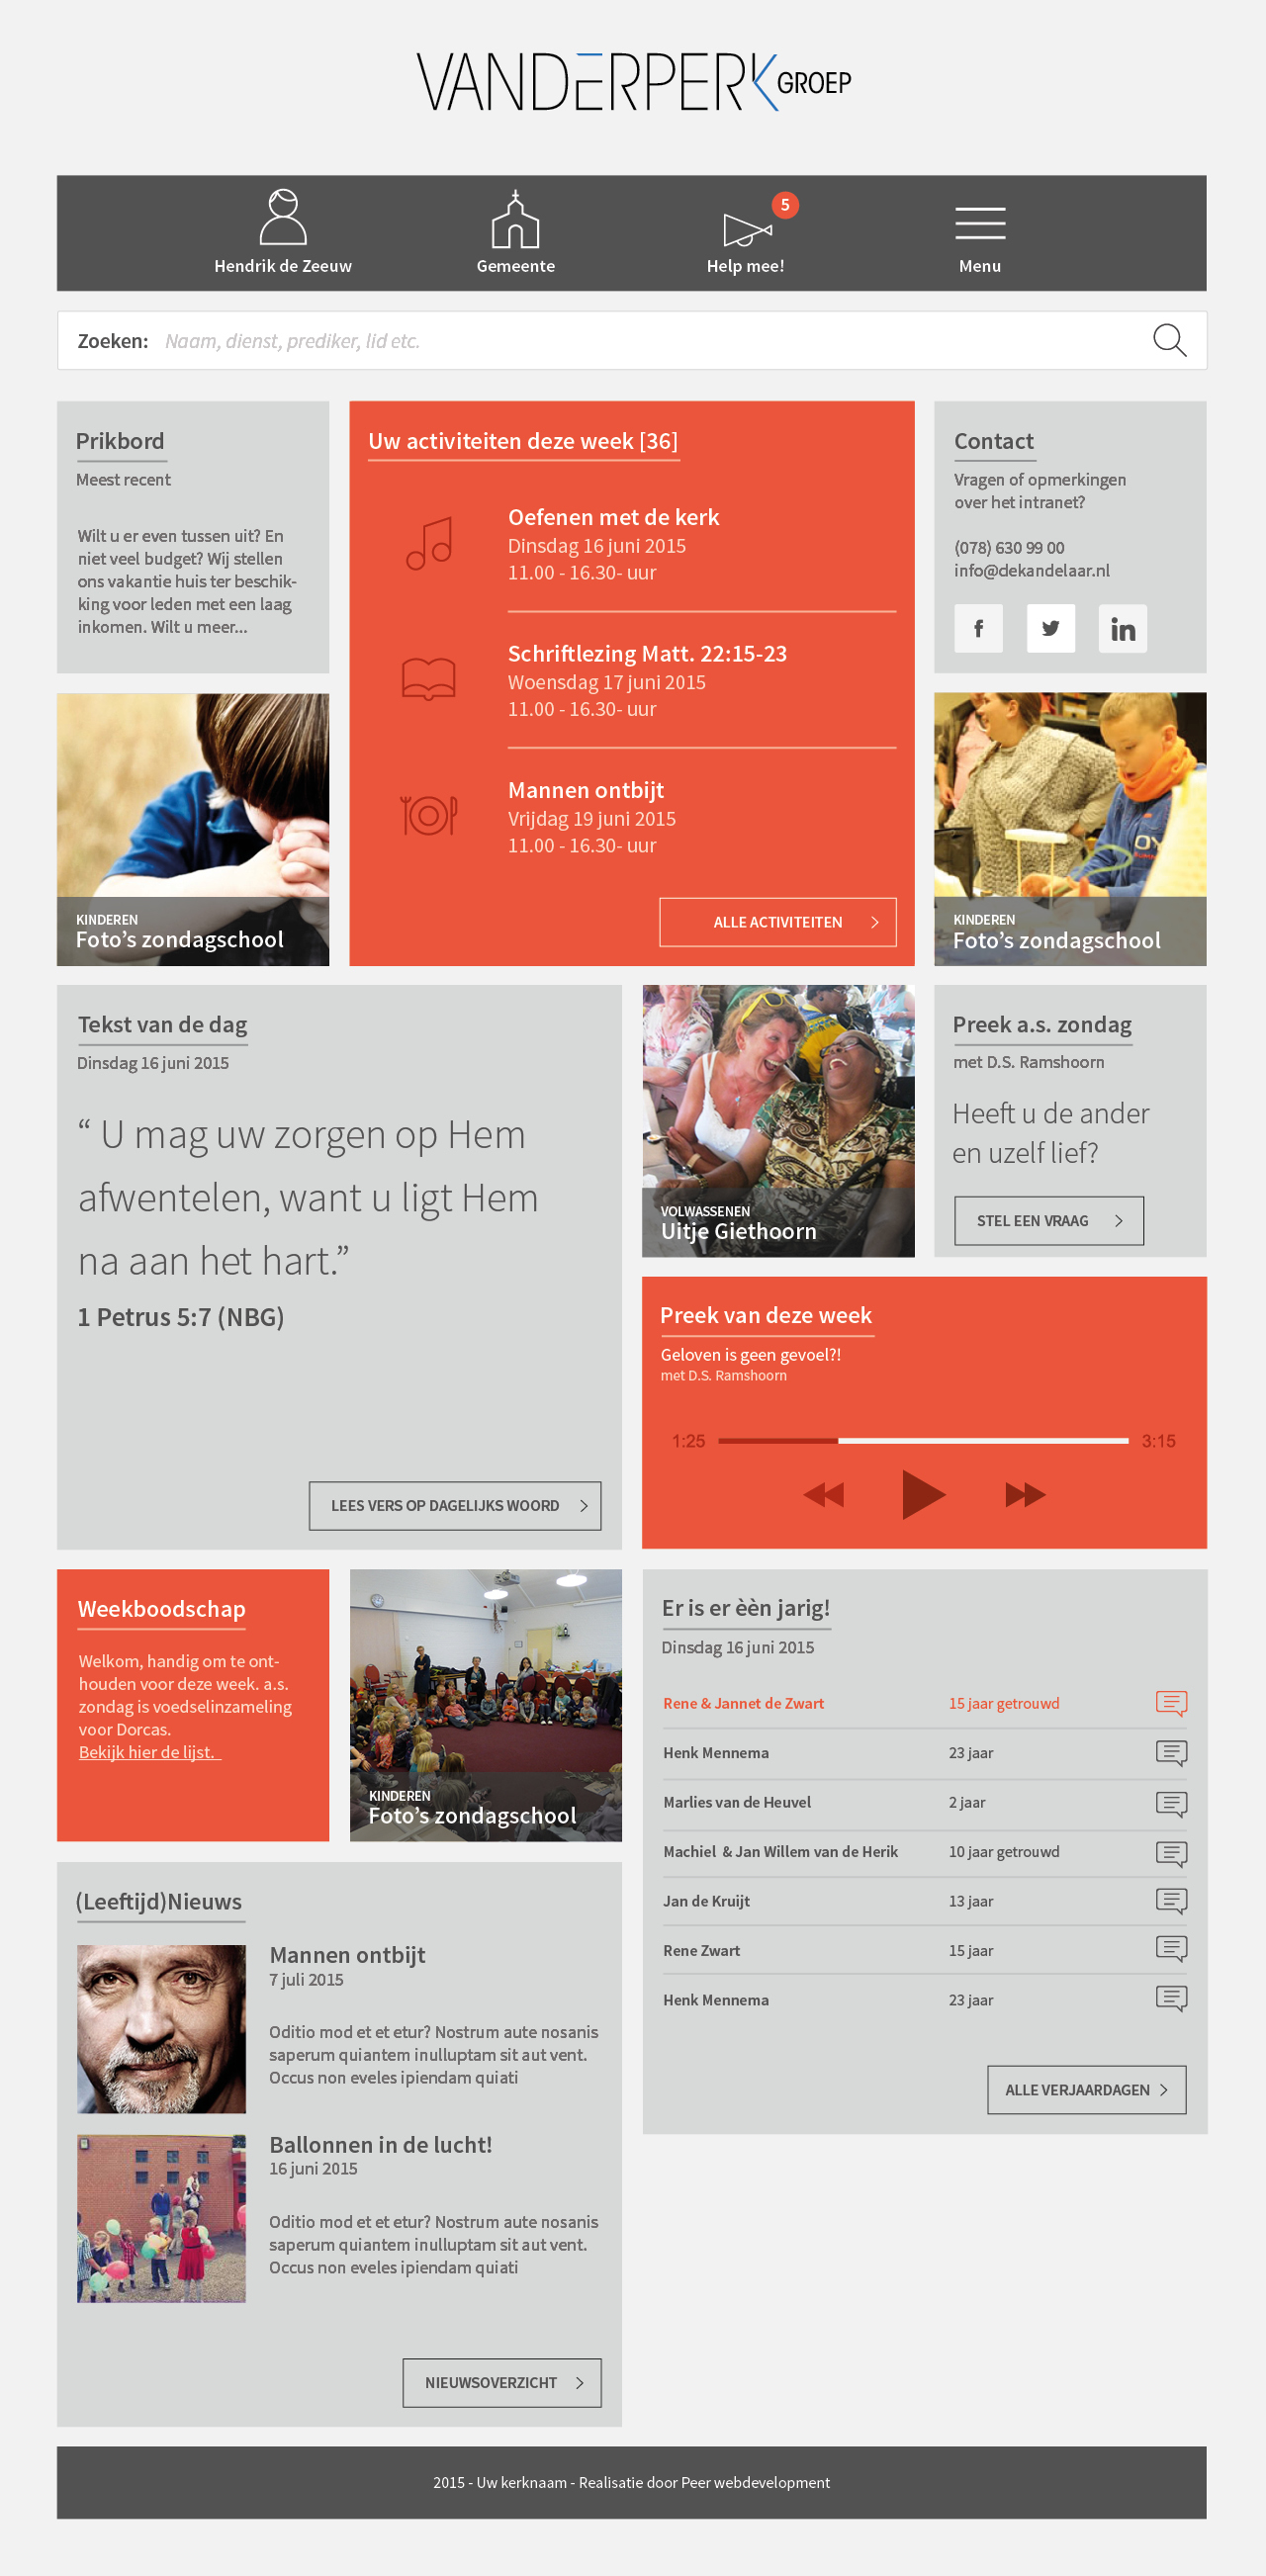 VANDERPERK GROEP
Hendrik de Zeeuw
Gemeente
5
Help mee!
Menu
Zoeken: Naam, dienst, prediker, lid etc.
Prikbord
Meest recent
Wilt u er even tussen uit? En
niet veel budget? Wij stellen
ons vakantie huis ter beschik-
king voor leden met een laag
inkomen. Wilt u meer...
Uw activiteiten deze week [36]
Oefenen met de kerk
Dinsdag 16 juni 2015
11.00 - 16.30- uur
Schriftlezing Matt. 22:15-23
Woensdag 17 juni 2015
11.00 - 16.30- uur
Mannen ontbijt
Vrijdag 19 juni 2015
11.00 - 16.30- uur
ALLE ACTIVITEITEN
Contact
Vragen of opmerkingen
over het intranet?
(078) 630 99 00
info@dekandelaar.nl
f
in
KINDEREN
Foto’s zondagschool
KINDEREN
Foto’s zondagschool
Tekst van de dag
Dinsdag 16 juni 2015
“ U mag uw zorgen op Hem
afwentelen, want u ligt Hem
na aan het hart.”
1 Petrus 5:7 (NBG)
LEES VERS OP DAGELIJKS WOORD
VOLWASSENEN
Uitje Giethoorn
Preek a.s. zondag
met D.S. Ramshoorn
Heeft u de ander
en uzelf lief?
STEL EEN VRAAG
Preek van deze week
Geloven is geen gevoel?!
met D.S. Ramshoorn
1:25
3:15
Weekboodschap
Welkom, handig om te ont-
houden voor deze week. a.s.
zondag is voedselinzameling
voor Dorcas.
Bekijk hier de lijst.
KINDEREN
Foto’s zondagschool
Er is er èèn jarig!
Dinsdag 16 juni 2015
Rene & Jannet de Zwart 15 jaar getrouwd
Henk Mennema 23 jaar
Marlies van de Heuvel 2 jaar
Machiel & Jan Willem van de Herik 10 jaar getrouwd
Jan de Kruijt 13 jaar
Rene Zwart 15 jaar
Henk Mennema 23 jaar
ALLE VERJAARDAGEN
(Leeftijd)Nieuws
Mannen ontbijt
7 juli 2015
Oditio mod et et etur? Nostrum aute nosanis
saperum quiantem inulluptam sit aut vent.
Occus non eveles ipiendam quiati
Ballonnen in de lucht!
16 juni 2015
Oditio mod et et etur? Nostrum aute nosanis
saperum quiantem inulluptam sit aut vent.
Occus non eveles ipiendam quiati
NIEUWSOVERZICHT
2015 - Uw kerknaam - Realisatie door Peer webdevelopment